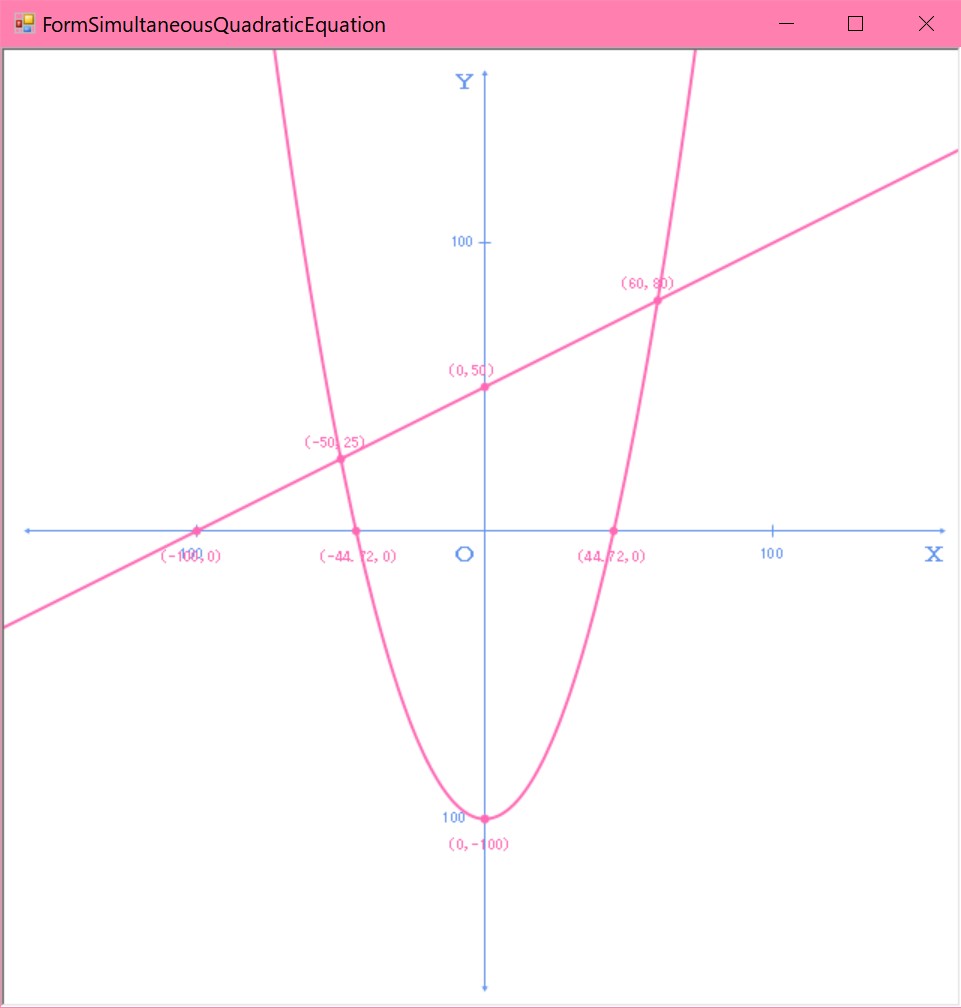 FormSimultaneousQuadraticEquation
Y
100
(60, 80)
(0, 50)
(-50, 25)
(-100, 0)
100
(-44.72, 0)
O
(44.72, 0)
100
X
100
(0, -100)